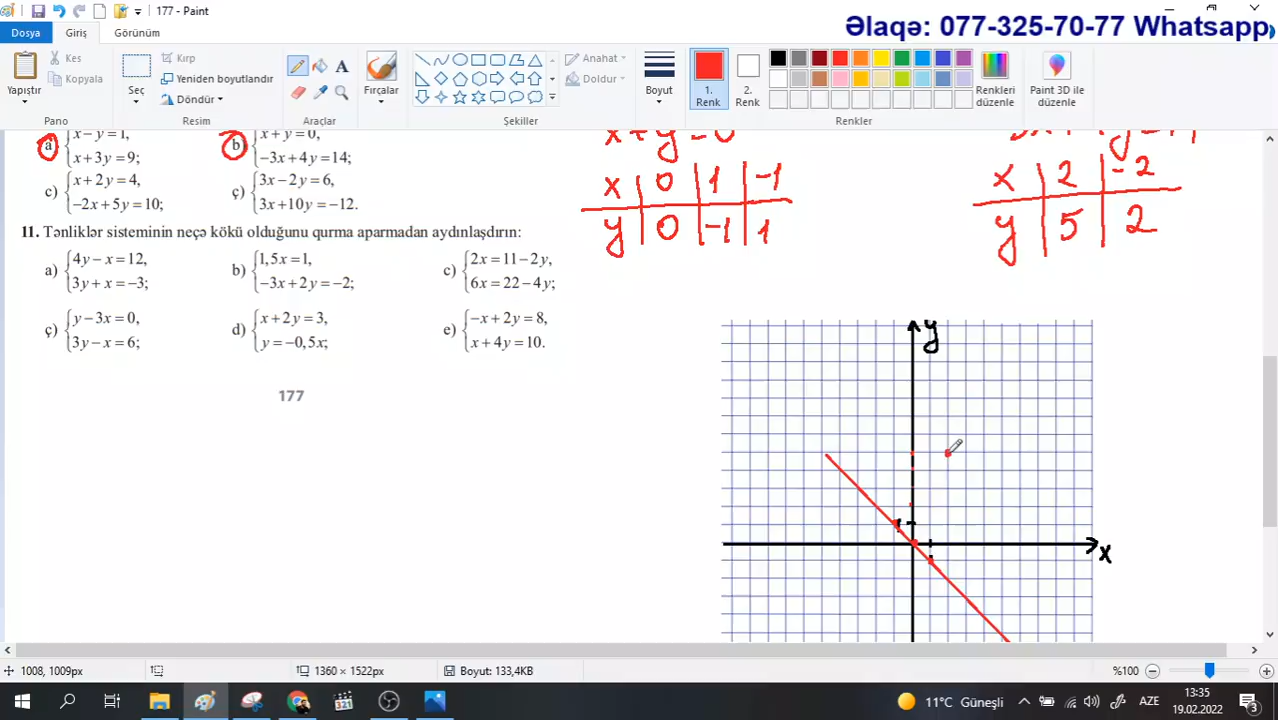 177 - Paint
Əlaqə: 077-325-70-77 Whatsapp
Dosya Giriş Görünüm
Yapıştır
Kes
Kopyala
Pano
Seç
Kırp
Yeniden boyutlandır
Döndür
Resim
A
Araçlar
Fırçalar
Şekiller
Anahat
Doldur
Boyut
1. Renk
2. Renk
Renkler
Renkleri düzenle
Paint 3D ile düzenle
a) {x − y = 1, b) {x + y = 0,
x + 3y = 9; −3x + 4y = 14;
c) {x + 2y = 4, ç) {3x − 2y = 6,
−2x + 5y = 10; 3x + 10y = −12.
11. Tənliklər sisteminin neçə kökü olduğunu qurma aparmadan aydınlaşdırın:
a) {4y − x = 12, b) {1,5x = 1, c) {2x = 11 − 2y,
3y + x = −3; −3x + 2y = −2; 6x = 22 − 4y;
ç) {y − 3x = 0, d) {x + 2y = 3, e) {−x + 2y = 8,
3y − x = 6; y = −0,5x; x + 4y = 10.
177
x + y = 0
x 0 1 -1
y 0 -1 1
x 2 -2
y 5 2
y
1
1
x
1008, 1009px
1360 × 1522px
Boyut: 133,4KB
%100
11°C Güneşli
AZE
13:35
19.02.2022
3